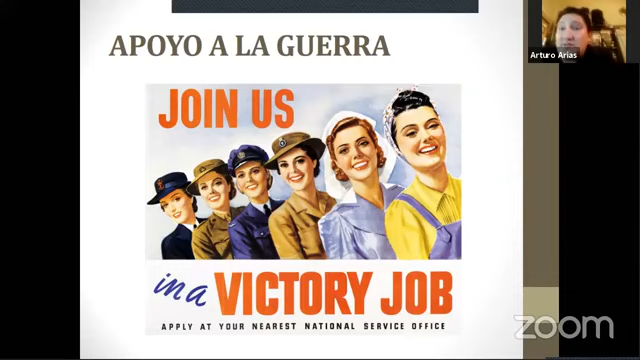 APOYO A LA GUERRA
Arturo Arias
JOIN US
in a VICTORY JOB
APPLY AT YOUR NEAREST NATIONAL SERVICE OFFICE
zoom